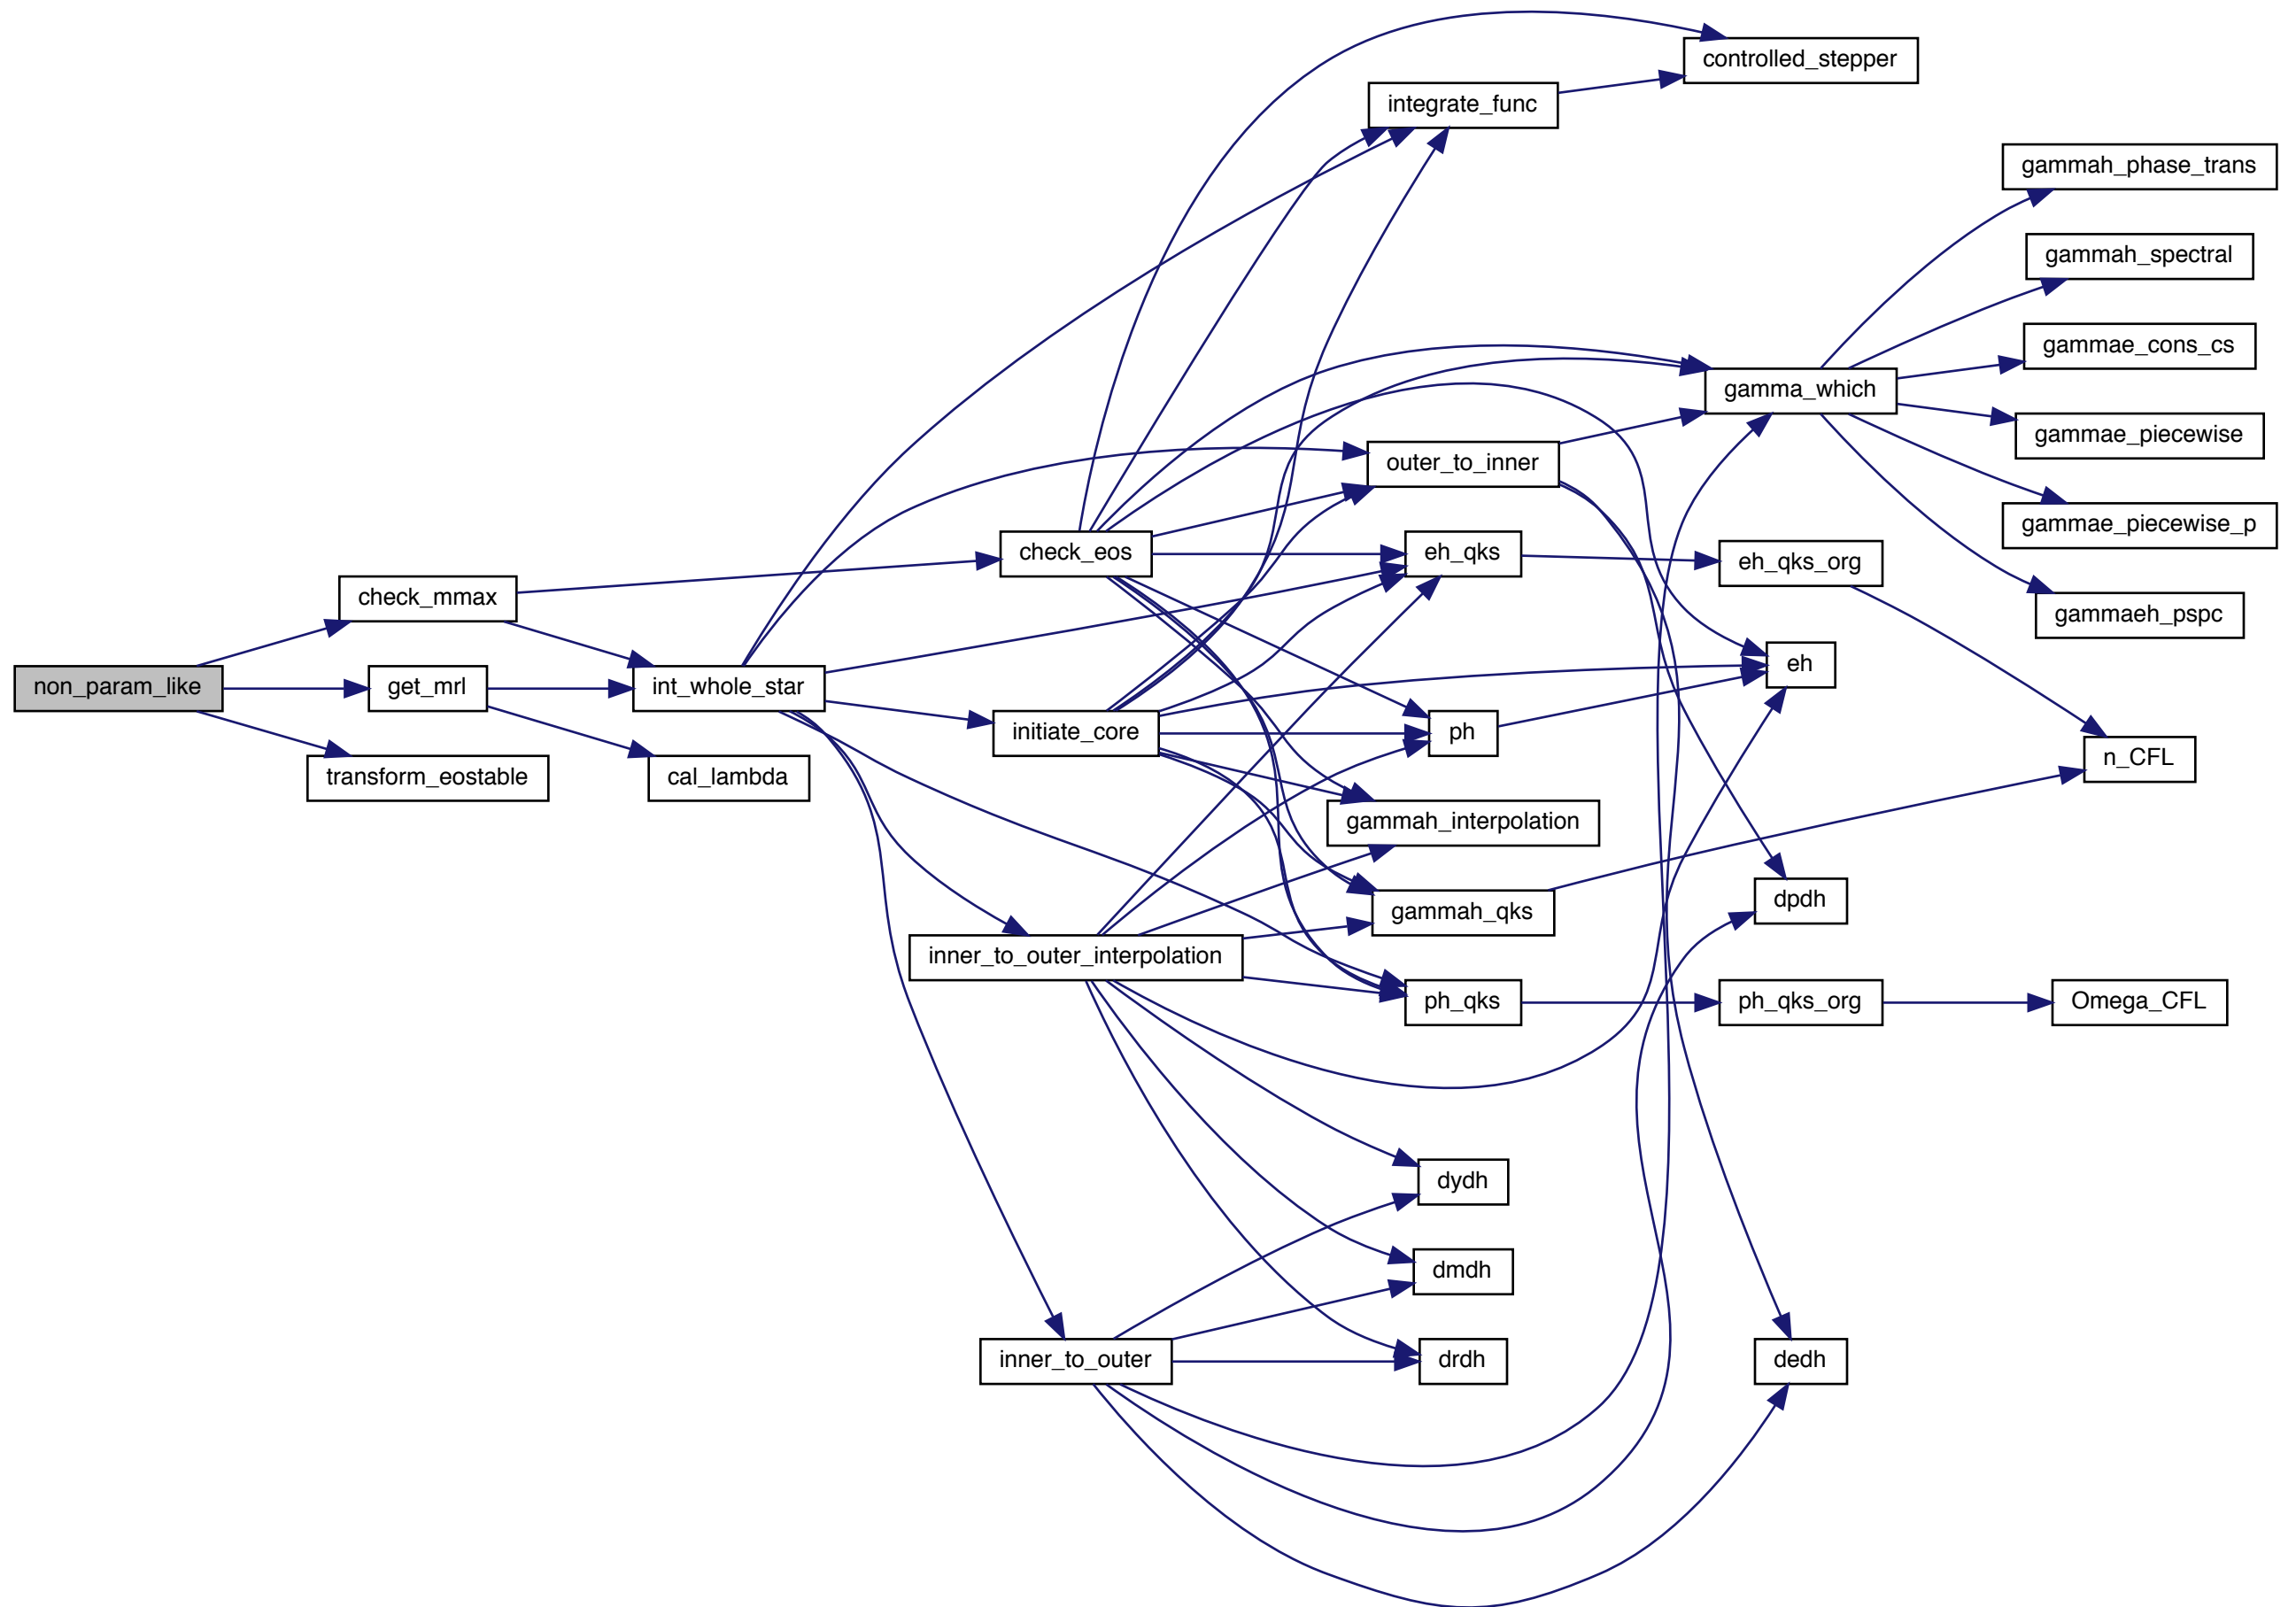 controlled_stepper
integrate_func
gammah_phase_trans
gammah_spectral
gammae_cons_cs
gamma_which
gammae_piecewise
outer_to_inner
gammae_piecewise_p
check_eos
eh_qks
eh_qks_org
check_mmax
gammaeh_pspc
eh
non_param_like
get_mrl
int_whole_star
initiate_core
ph
n_CFL
transform_eostable
cal_lambda
gammah_interpolation
dpdh
gammah_qks
inner_to_outer_interpolation
ph_qks
ph_qks_org
Omega_CFL
dydh
dmdh
inner_to_outer
drdh
dedh